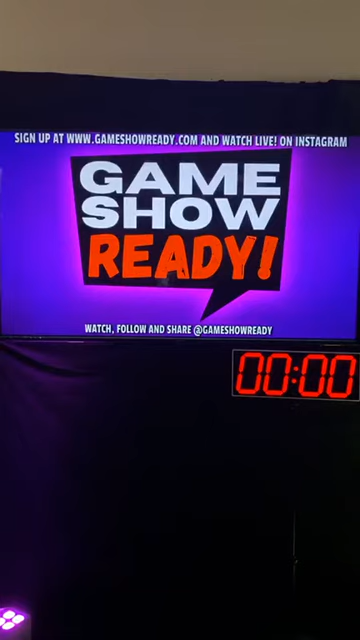 SIGN UP AT WWW.GAMESHOWREADY.COM AND WATCH LIVE! ON INSTAGRAM
GAME
SHOW
READY!
WATCH, FOLLOW AND SHARE @GAMESHOWREADY
00:00